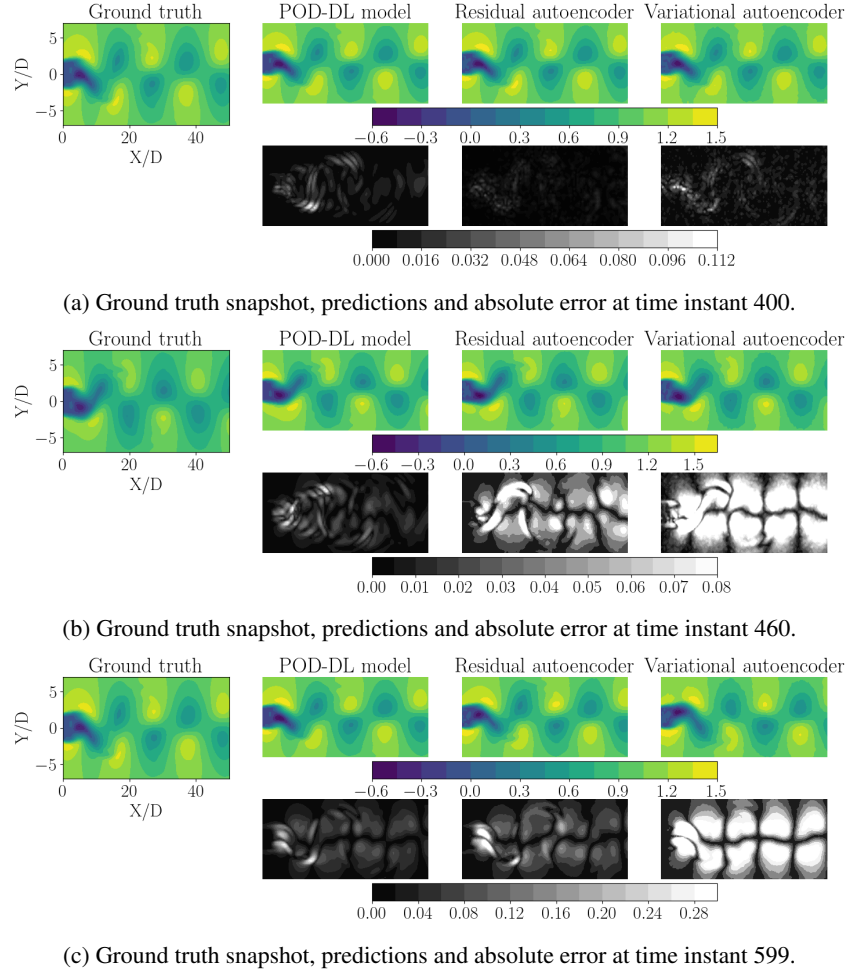 Ground truth POD-DL model Residual autoencoder Variational autoencoder
5
0
−5
Y/D
0 20 40
X/D
−0.6 −0.3 0.0 0.3 0.6 0.9 1.2 1.5
0.000 0.016 0.032 0.048 0.064 0.080 0.096 0.112
(a) Ground truth snapshot, predictions and absolute error at time instant 400.
Ground truth POD-DL model Residual autoencoder Variational autoencoder
5
0
−5
Y/D
0 20 40
X/D
−0.6 −0.3 0.0 0.3 0.6 0.9 1.2 1.5
0.00 0.01 0.02 0.03 0.04 0.05 0.06 0.07 0.08
(b) Ground truth snapshot, predictions and absolute error at time instant 460.
Ground truth POD-DL model Residual autoencoder Variational autoencoder
5
0
−5
Y/D
0 20 40
X/D
−0.6 −0.3 0.0 0.3 0.6 0.9 1.2 1.5
0.00 0.04 0.08 0.12 0.16 0.20 0.24 0.28
(c) Ground truth snapshot, predictions and absolute error at time instant 599.